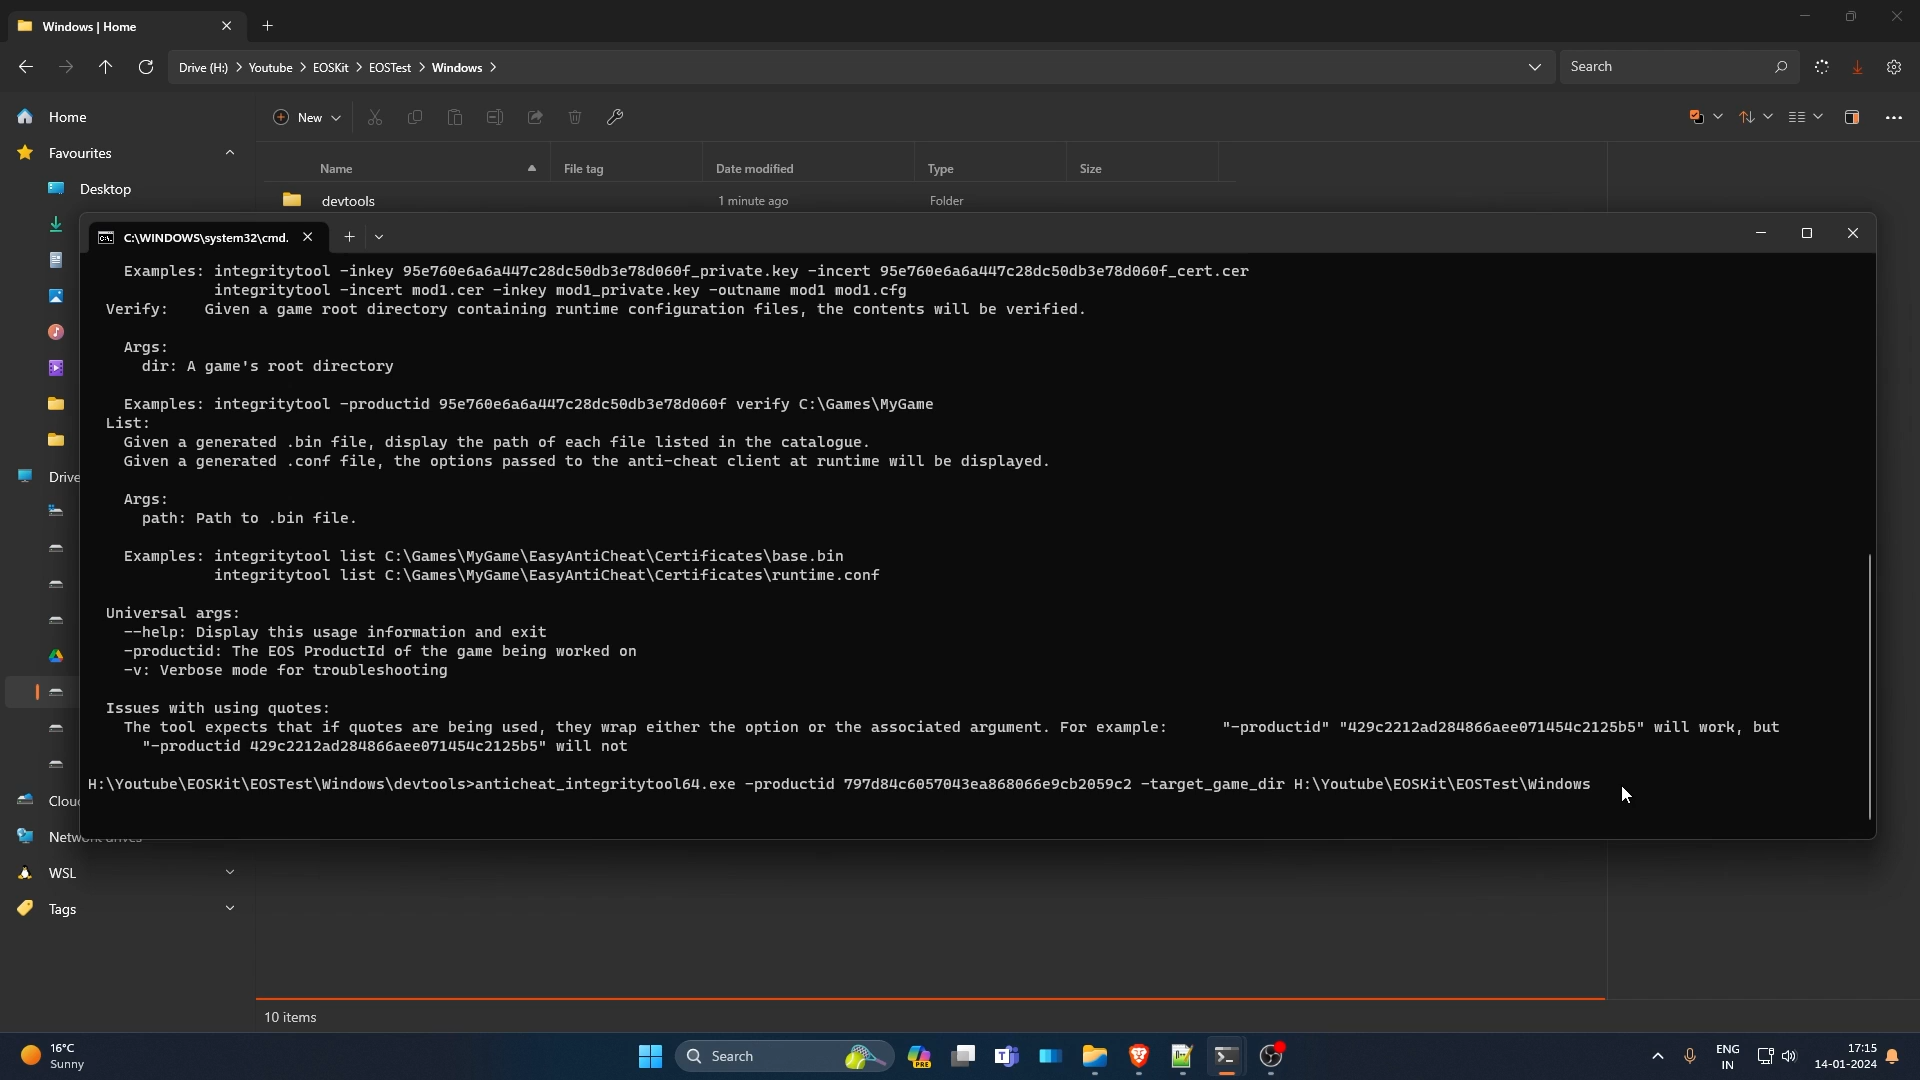 Windows | Home
Drive (H:) > Youtube > EOSKit > EOSTest > Windows >
Search
Home
New
Favourites
Name
File tag
Date modified
Type
Size
Desktop
devtools
1 minute ago
Folder
C:\WINDOWS\system32\cmd.
Examples: integritytool -inkey 95e760e6a6a447c28dc50db3e78d060f_private.key -incert 95e760e6a6a447c28dc50db3e78d060f_cert.cer
integritytool -incert mod1.cer -inkey mod1_private.key -outname mod1 mod1.cfg
Verify: Given a game root directory containing runtime configuration files, the contents will be verified.
Args:
dir: A game's root directory
Examples: integritytool -productid 95e760e6a6a447c28dc50db3e78d060f verify C:\Games\MyGame
List:
Given a generated .bin file, display the path of each file listed in the catalogue.
Given a generated .conf file, the options passed to the anti-cheat client at runtime will be displayed.
Args:
path: Path to .bin file.
Examples: integritytool list C:\Games\MyGame\EasyAntiCheat\Certificates\base.bin
integritytool list C:\Games\MyGame\EasyAntiCheat\Certificates\runtime.conf
Universal args:
--help: Display this usage information and exit
-productid: The EOS ProductId of the game being worked on
-v: Verbose mode for troubleshooting
Issues with using quotes:
The tool expects that if quotes are being used, they wrap either the option or the associated argument. For example: "-productid" "429c2212ad284866aee071454c2125b5" will work, but
"-productid 429c2212ad284866aee071454c2125b5" will not
H:\Youtube\EOSKit\EOSTest\Windows\devtools>anticheat_integritytool64.exe -productid 797d84c6057043ea868066e9cb2059c2 -target_game_dir H:\Youtube\EOSKit\EOSTest\Windows
Drive
Clou
Network drives
WSL
Tags
10 items
16°C
Sunny
Search
PRE
ENG
IN
17:15
14-01-2024